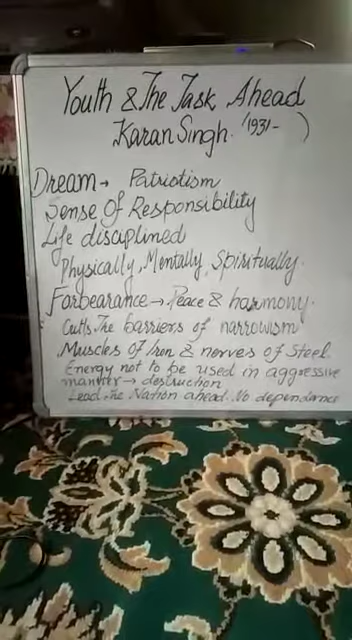 Youth & The Task Ahead
Karan Singh. (1931- )
Dream→ Patriotism
Sense Of Responsibility
Life disciplined
Physically, Mentally, Spiritually.
Forbearance→ Peace & harmony.
Cutts The barriers of narrowism
Muscles Of Iron & nerves of Steel.
Energy not to be used in aggressive
manner→ destruction
Lead The Nation ahead. No dependance